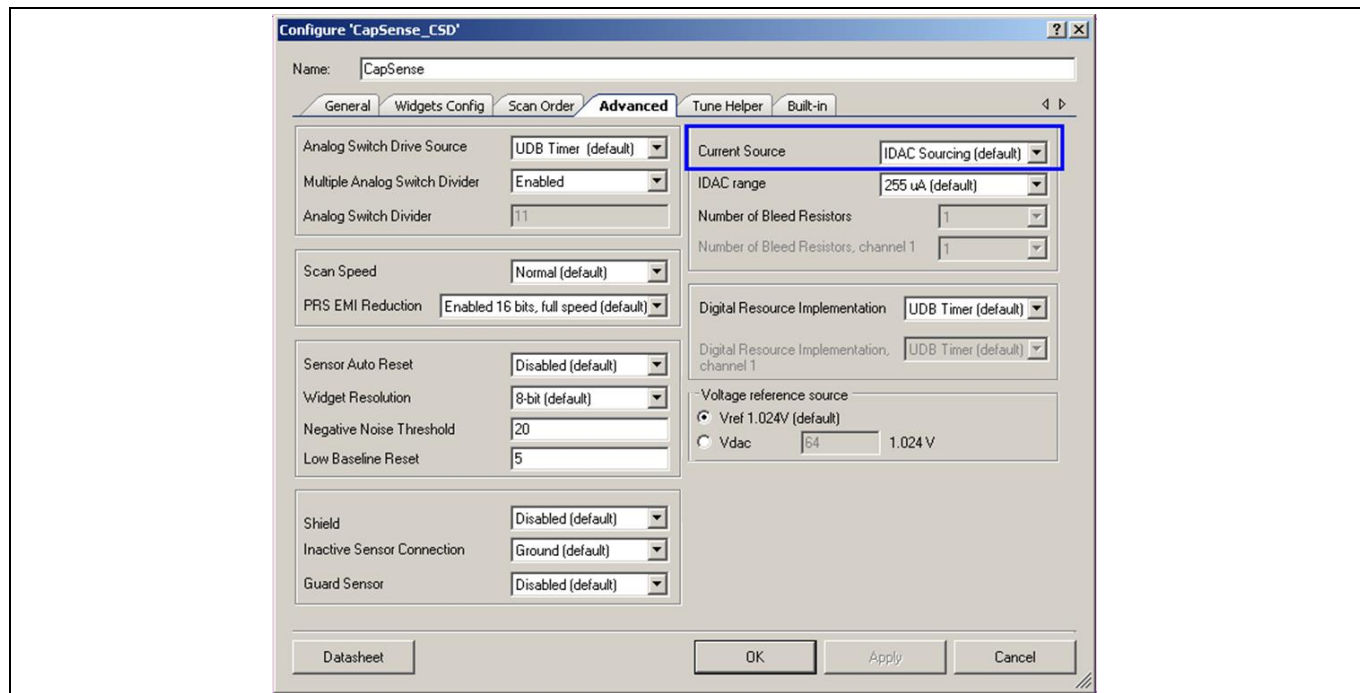 Configure 'CapSense_CSD'
Name: CapSense
General Widgets Config Scan Order Advanced Tune Helper Built-in
Analog Switch Drive Source UDB Timer (default)
Multiple Analog Switch Divider Enabled
Analog Switch Divider 11
Scan Speed Normal (default)
PRS EMI Reduction Enabled 16 bits, full speed (default)
Sensor Auto Reset Disabled (default)
Widget Resolution 8-bit (default)
Negative Noise Threshold 20
Low Baseline Reset 5
Shield Disabled (default)
Inactive Sensor Connection Ground (default)
Guard Sensor Disabled (default)
Current Source IDAC Sourcing (default)
IDAC range 255 uA (default)
Number of Bleed Resistors 1
Number of Bleed Resistors, channel 1 1
Digital Resource Implementation UDB Timer (default)
Digital Resource Implementation, UDB Timer (default)
channel 1
Voltage reference source
Vref 1.024V (default)
Vdac 64 1.024 V
Datasheet OK Apply Cancel